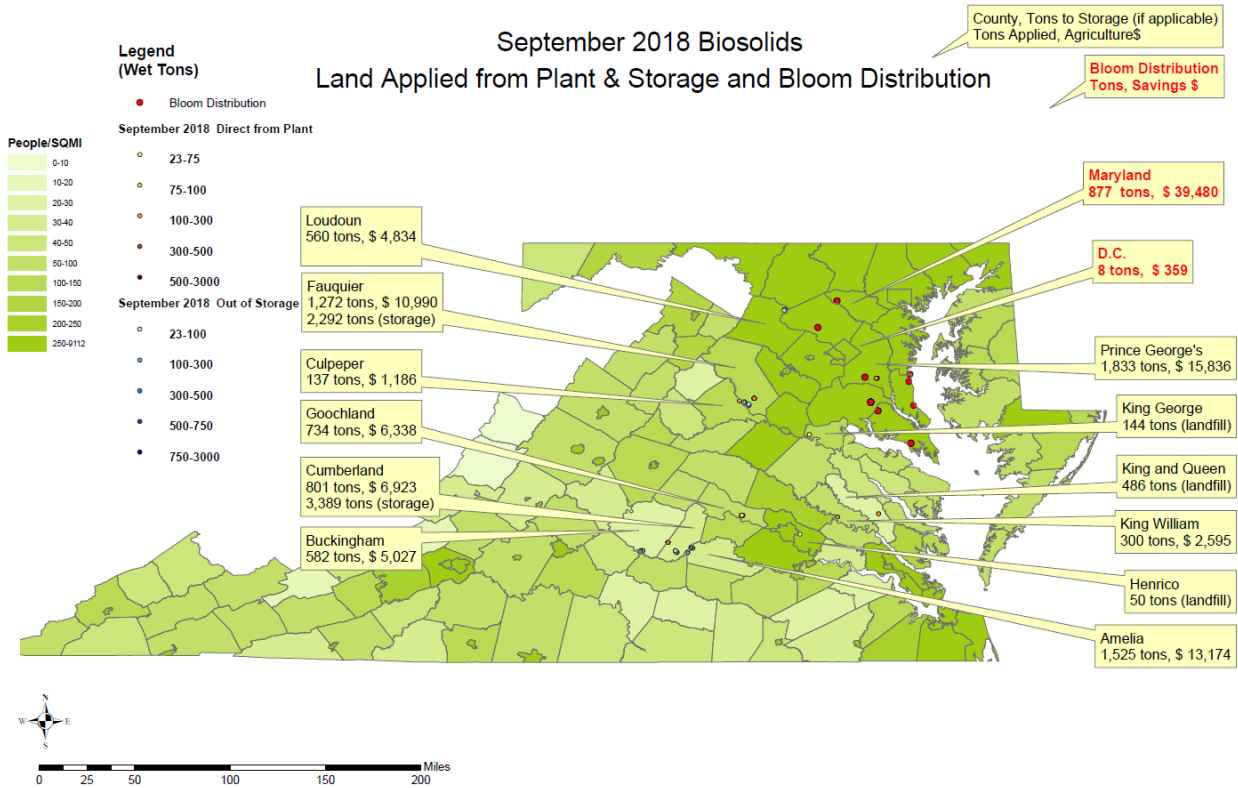 September 2018 Biosolids
Land Applied from Plant & Storage and Bloom Distribution
County, Tons to Storage (if applicable)
Tons Applied, Agriculture$
Bloom Distribution
Tons, Savings $
Legend
(Wet Tons)
Bloom Distribution
September 2018 Direct from Plant
23-75
75-100
100-300
300-500
500-3000
September 2018 Out of Storage
23-100
100-300
300-500
500-750
750-3000
People/SQMI
0-10
10-20
20-30
30-40
40-50
50-100
100-150
150-200
200-250
250-9112
Loudoun
560 tons, $ 4,834
Fauquier
1,272 tons, $ 10,990
2,292 tons (storage)
Culpeper
137 tons, $ 1,186
Goochland
734 tons, $ 6,338
Cumberland
801 tons, $ 6,923
3,389 tons (storage)
Buckingham
582 tons, $ 5,027
Maryland
877 tons, $ 39,480
D.C.
8 tons, $ 359
Prince George's
1,833 tons, $ 15,836
King George
144 tons (landfill)
King and Queen
486 tons (landfill)
King William
300 tons, $ 2,595
Henrico
50 tons (landfill)
Amelia
1,525 tons, $ 13,174
N
W E
S
Miles
0 25 50 100 150 200